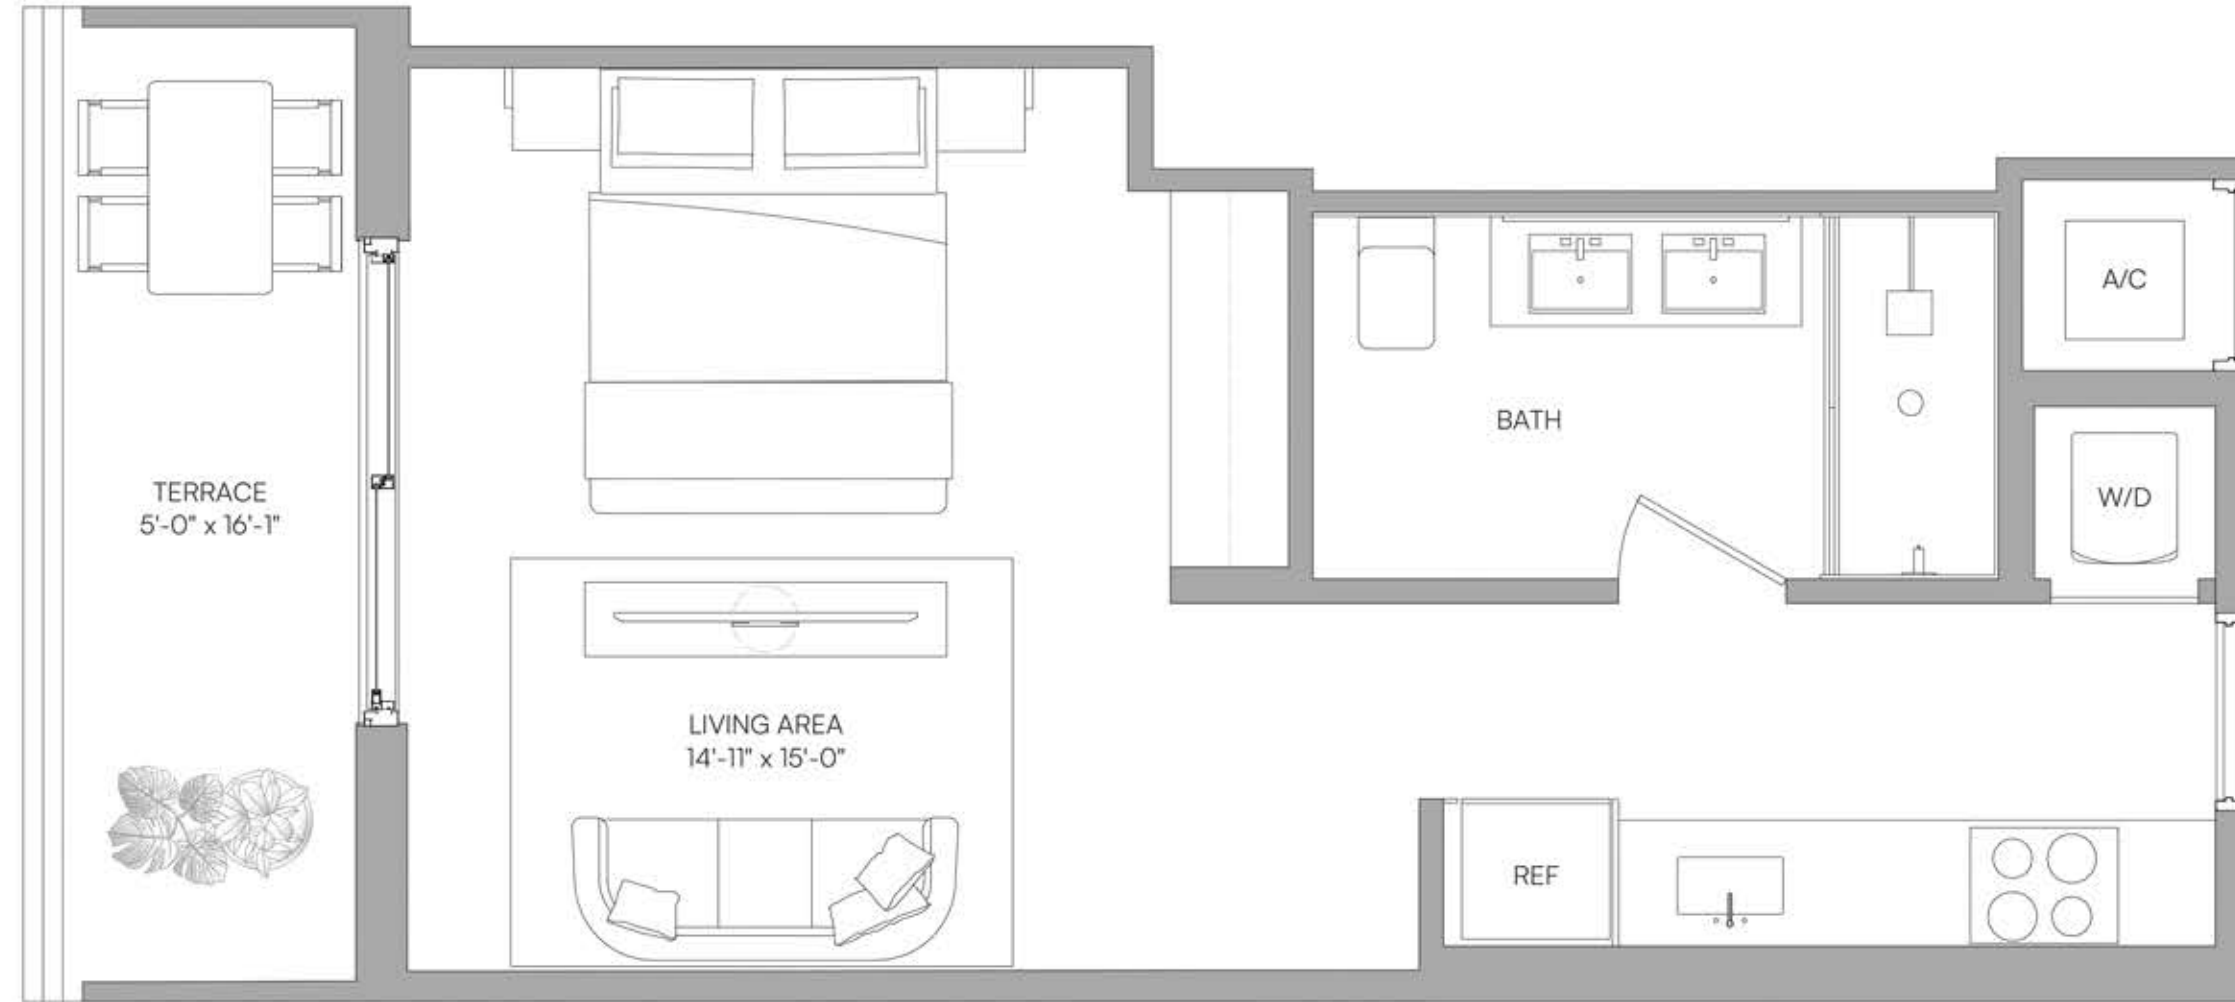 A/C
BATH
W/D
TERRACE
5'-0" x 16'-1"
LIVING AREA
14'-11" x 15'-0"
REF